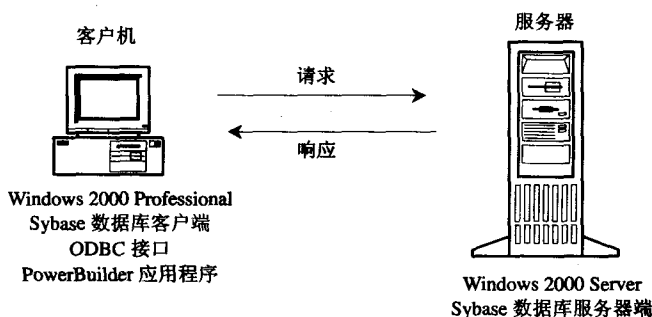 客户机
服务器
请求
响应
Windows 2000 Professional
Sybase 数据库客户端
ODBC 接口
PowerBuilder 应用程序
Windows 2000 Server
Sybase 数据库服务器端